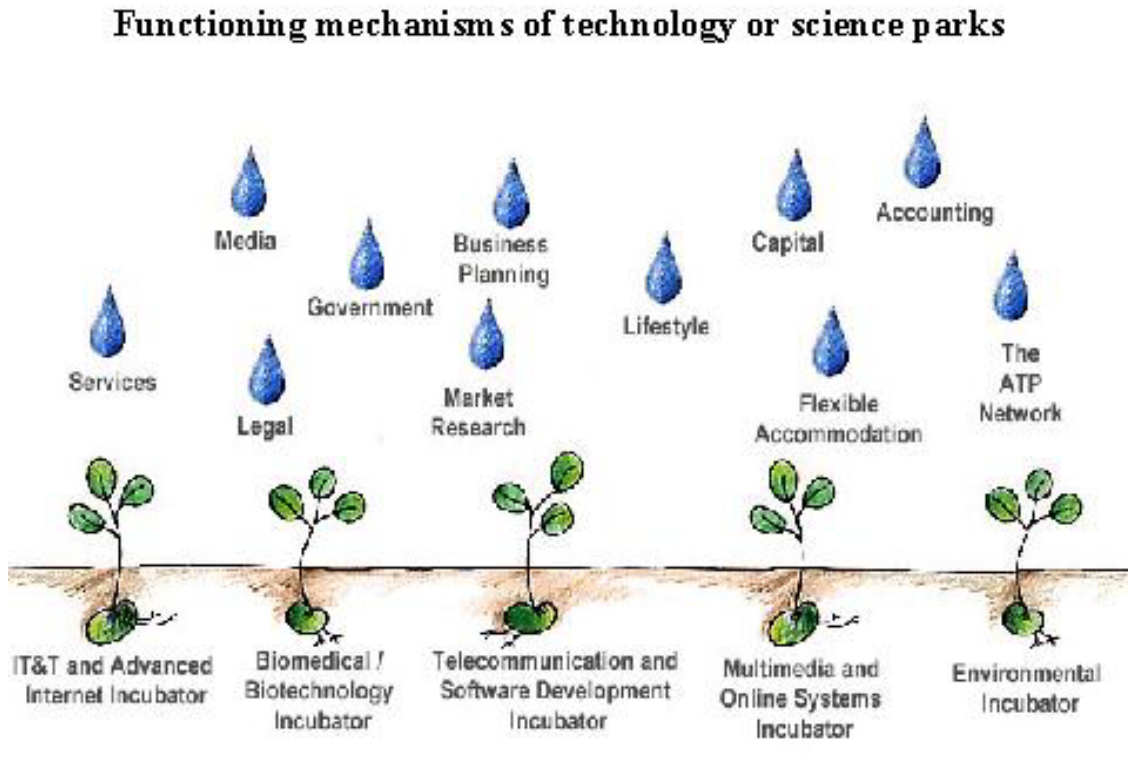 Functioning mechanisms of technology or science parks
Media
Government
Business
Planning
Capital
Accounting
Services
Legal
Market
Research
Lifestyle
Flexible
Accommodation
The
ATP
Network
IT&T and Advanced
Internet Incubator
Biomedical /
Biotechnology
Incubator
Telecommunication and
Software Development
Incubator
Multimedia and
Online Systems
Incubator
Environmental
Incubator